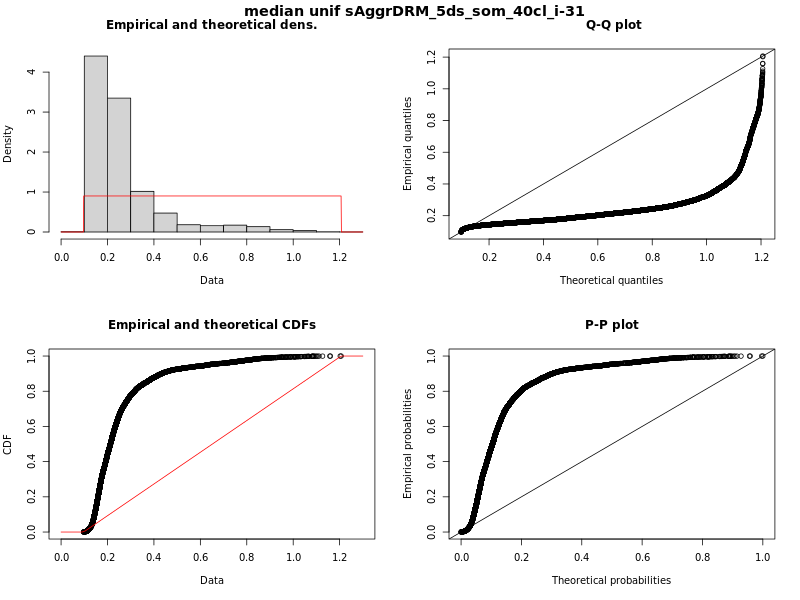 median unif sAggrDRM_5ds_som_40cl_i-31
Empirical and theoretical dens.
Density
0 1 2 3 4
0.0 0.2 0.4 0.6 0.8 1.0 1.2
Data
Q-Q plot
Empirical quantiles
0.2 0.4 0.6 0.8 1.0 1.2
0.2 0.4 0.6 0.8 1.0 1.2
Theoretical quantiles
Empirical and theoretical CDFs
CDF
0.0 0.2 0.4 0.6 0.8 1.0
0.0 0.2 0.4 0.6 0.8 1.0 1.2
Data
P-P plot
Empirical probabilities
0.0 0.2 0.4 0.6 0.8 1.0
0.0 0.2 0.4 0.6 0.8 1.0
Theoretical probabilities